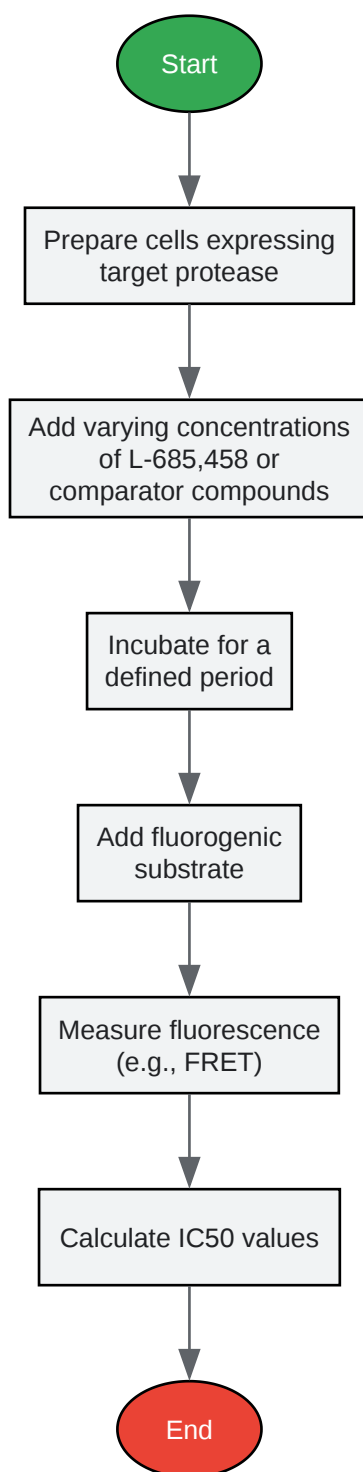 Start
Prepare cells expressing
target protease
Add varying concentrations
of L-685,458 or
comparator compounds
Incubate for a
defined period
Add fluorogenic
substrate
Measure fluorescence
(e.g., FRET)
Calculate IC50 values
End